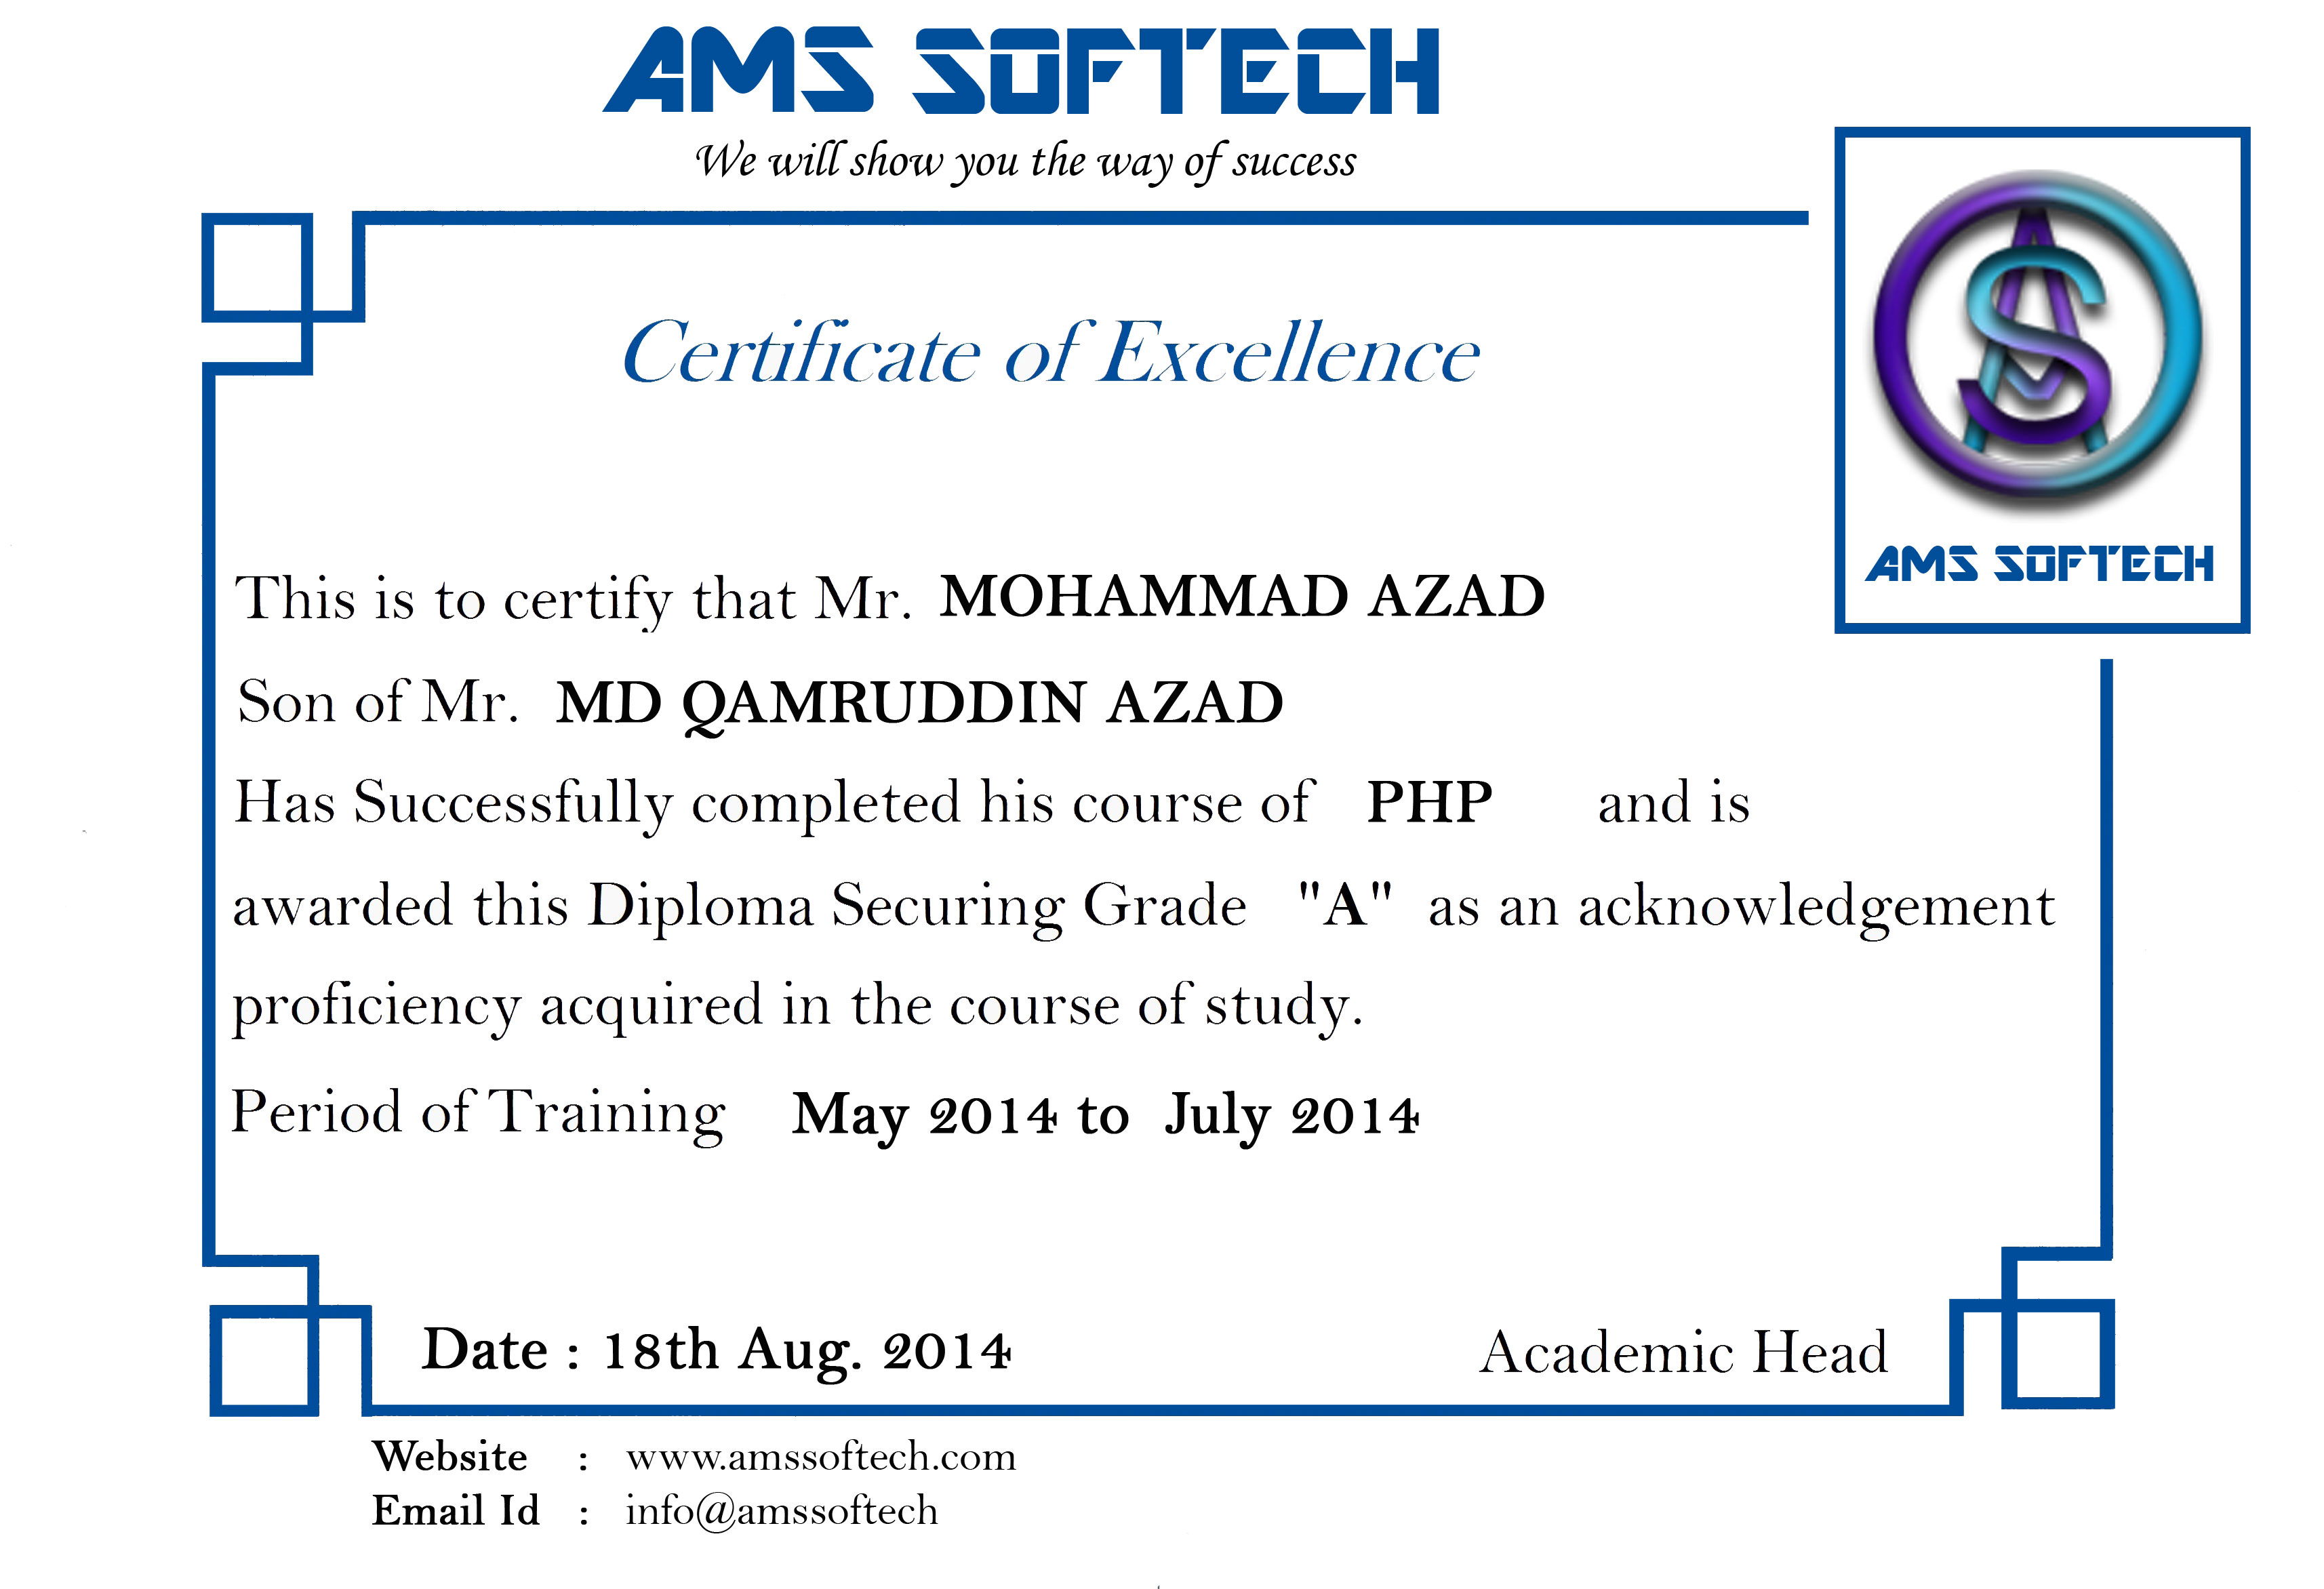 AMS SOFTECH
We will show you the way of success
Certificate of Excellence
AMS SOFTECH
This is to certify that Mr. MOHAMMAD AZAD
Son of Mr. MD QAMRUDDIN AZAD
Has Successfully completed his course of PHP and is
awarded this Diploma Securing Grade "A" as an acknowledgement
proficiency acquired in the course of study.
Period of Training May 2014 to July 2014
Date : 18th Aug. 2014 Academic Head
Website : www.amssoftech.com
Email Id : info@amssoftech